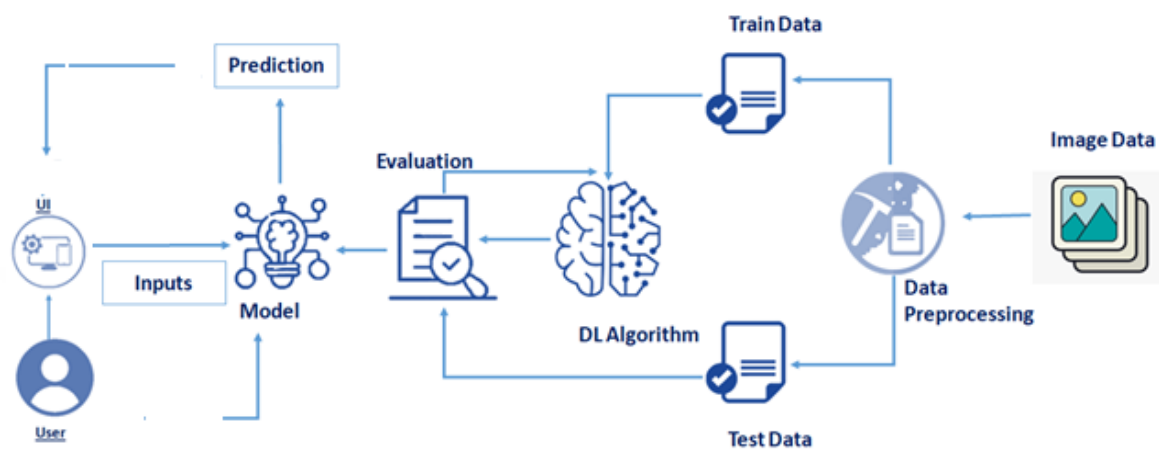 Train Data
Prediction
Image Data
Evaluation
UI
Inputs
Model
DL Algorithm
Data
Preprocessing
User
Test Data